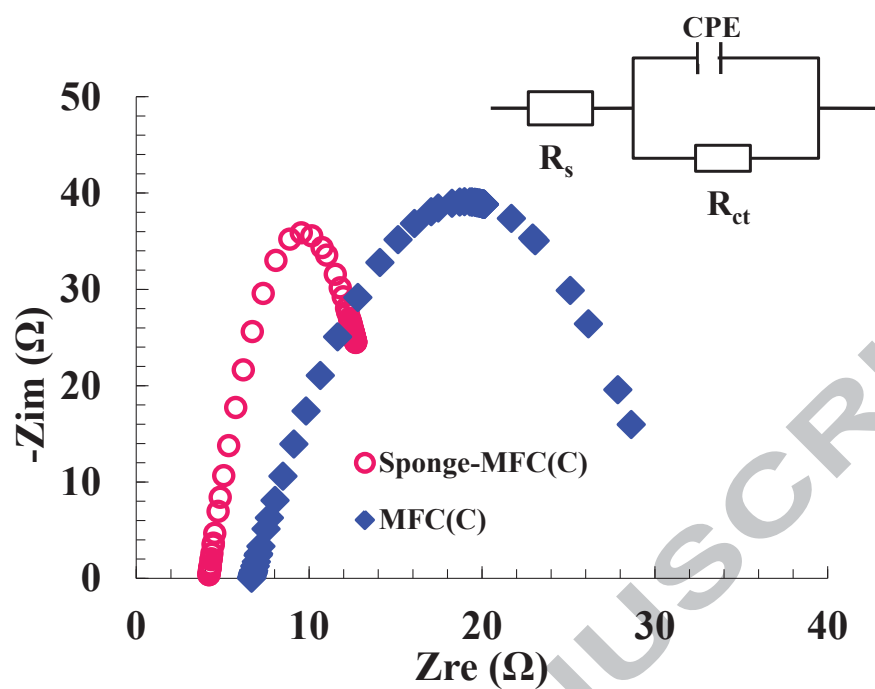 CPE
R_s
R_ct
50
40
30
20
10
0
-Zim (Ω)
Sponge-MFC(C)
MFC(C)
0 10 20 30 40
Zre (Ω)
USCRI